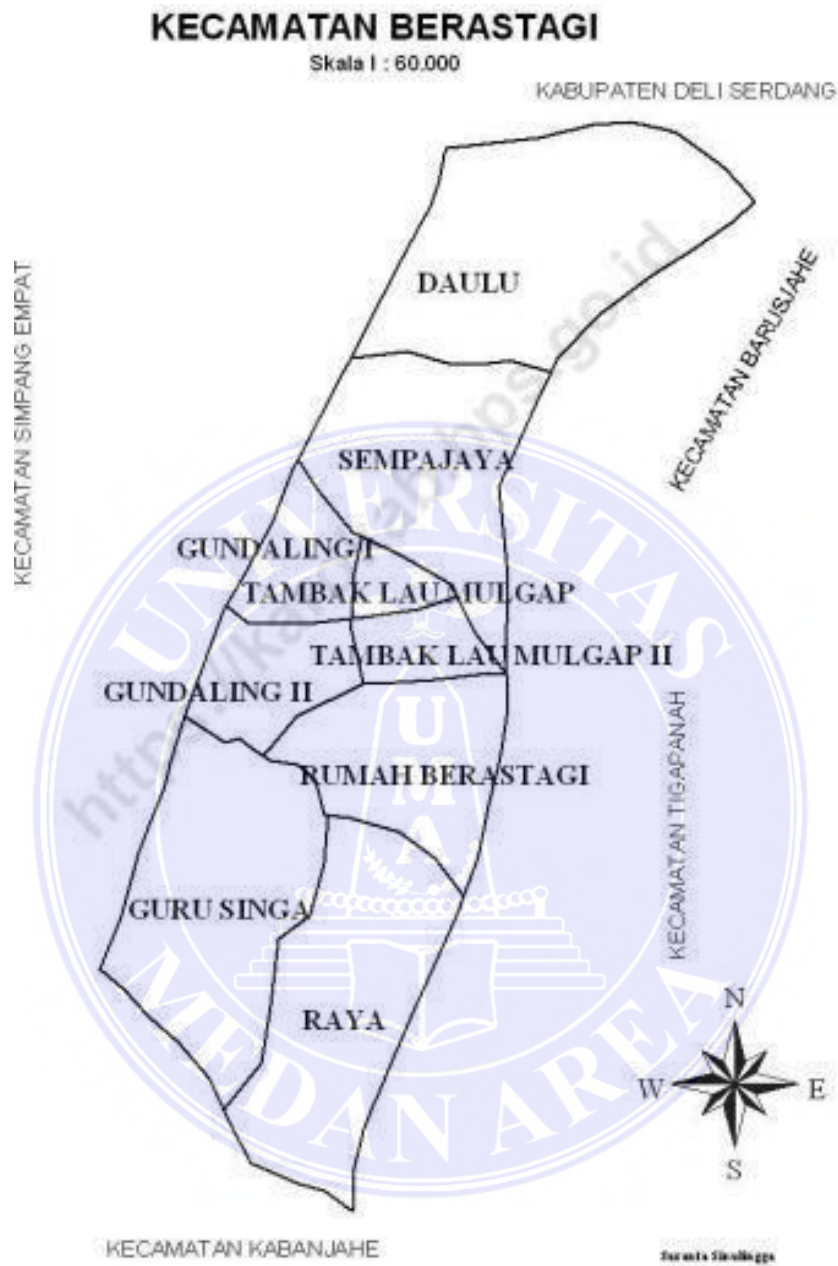 KECAMATAN BERASTAGI
Skala I : 60.000
KABUPATEN DELI SERDANG
KECAMATAN SIMPANG EMPAT
KECAMATAN BARUSJAHE
DAULU
SEMPAJAYA
GUNDALING I
TAMBAK LAU MULGAP
TAMBAK LAU MULGAP II
GUNDALING II
RUMAH BERASTAGI
KECAMATAN TIGAPANAH
GURU SINGA
RAYA
N
W
E
S
KECAMATAN KABANJAHE
UNIVERSITAS
UMA
MEDAN AREA